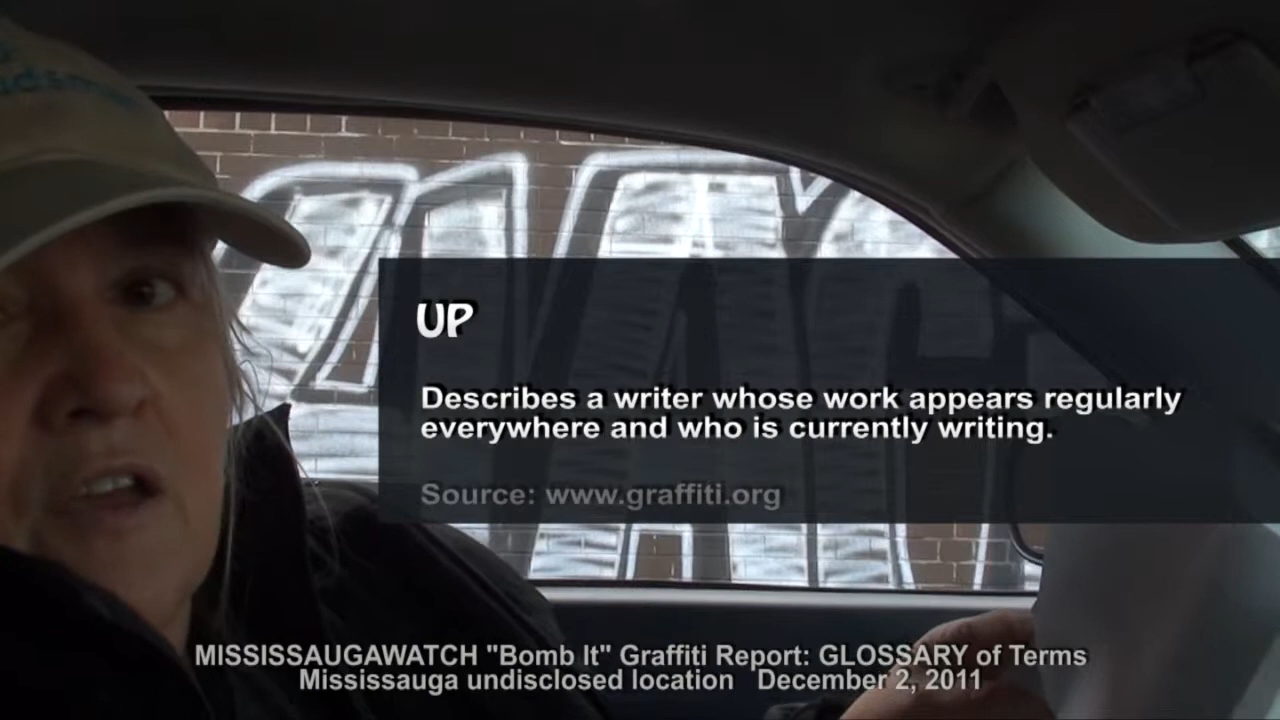 UP
Describes a writer whose work appears regularly
everywhere and who is currently writing.
Source: www.graffiti.org
MISSISSAUGAWATCH "Bomb It" Graffiti Report: GLOSSARY of Terms
Mississauga undisclosed location December 2, 2011